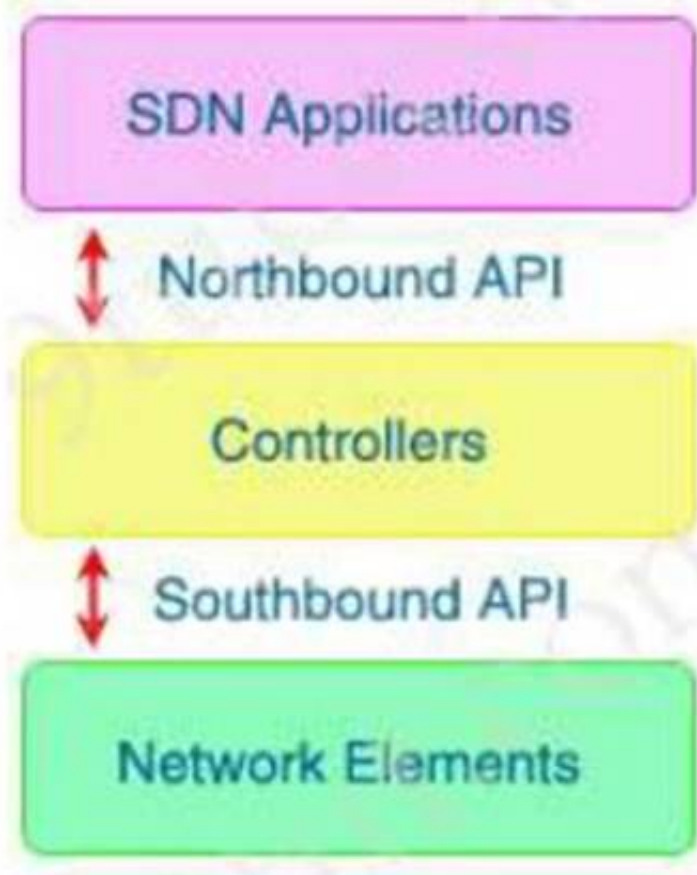 SDN Applications
Northbound API
Controllers
Southbound API
Network Elements